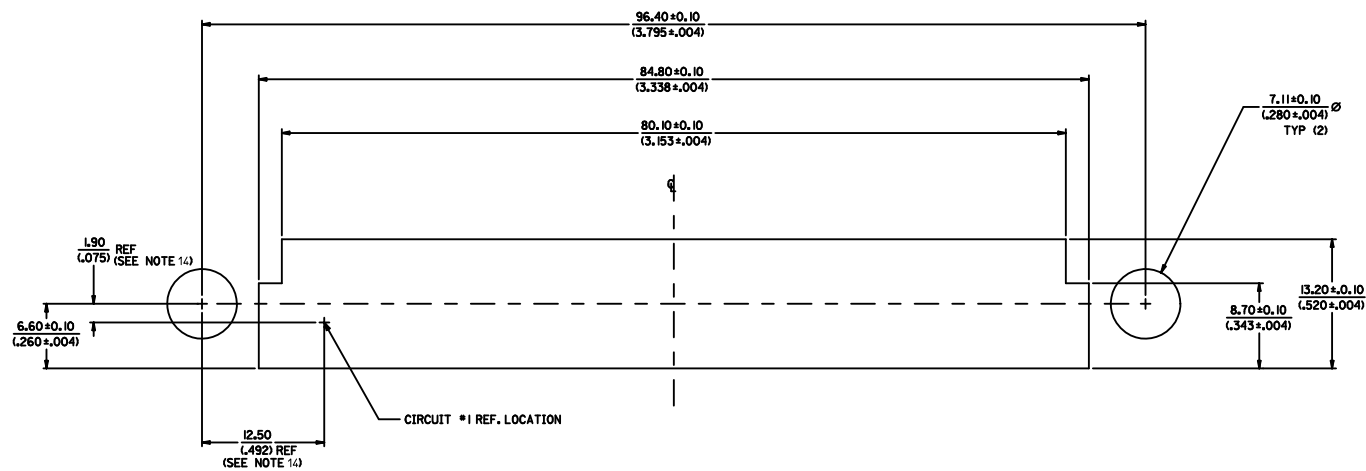 96.40±0.10
(3.795±.004)
84.80±0.10
(3.338±.004)
80.10±0.10
(3.153±.004)
7.11±0.10 Ø
(.280±.004)
TYP (2)
℄
1.90 REF
(.075) (SEE NOTE 14)
6.60±0.10
(.260±.004)
8.70±0.10
(.343±.004)
13.20±0.10
(.520±.004)
CIRCUIT #1 REF. LOCATION
12.50
(.492) REF
(SEE NOTE 14)